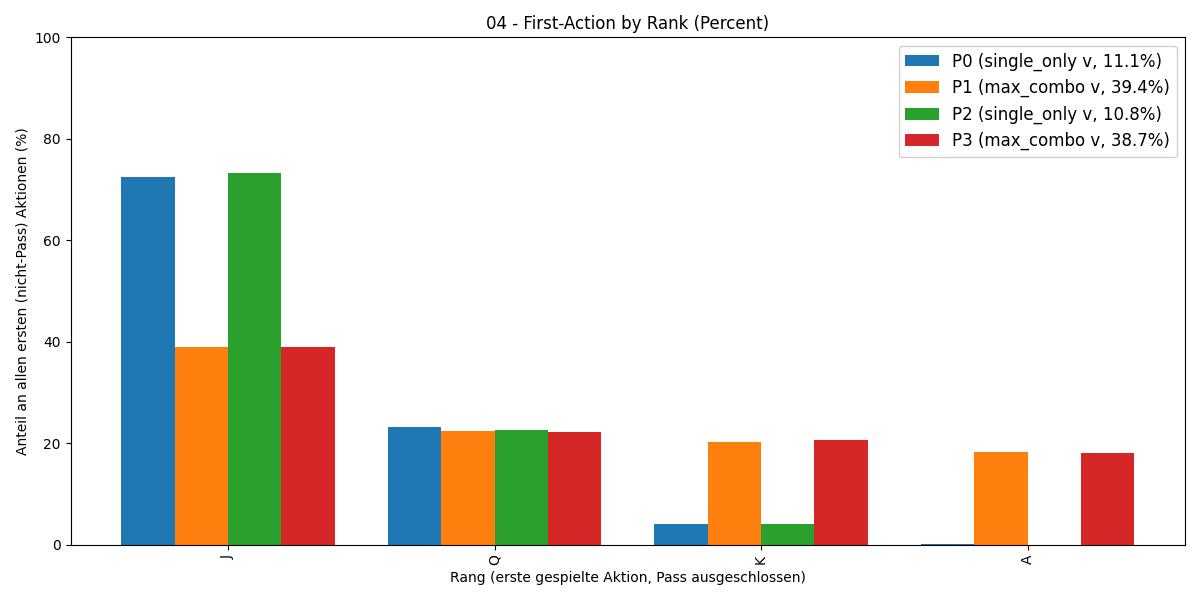 04 - First-Action by Rank (Percent)
P0 (single_only v, 11.1%)
P1 (max_combo v, 39.4%)
P2 (single_only v, 10.8%)
P3 (max_combo v, 38.7%)
Anteil an allen ersten (nicht-Pass) Aktionen (%)
100
80
60
40
20
0
J
Q
K
A
Rang (erste gespielte Aktion, Pass ausgeschlossen)